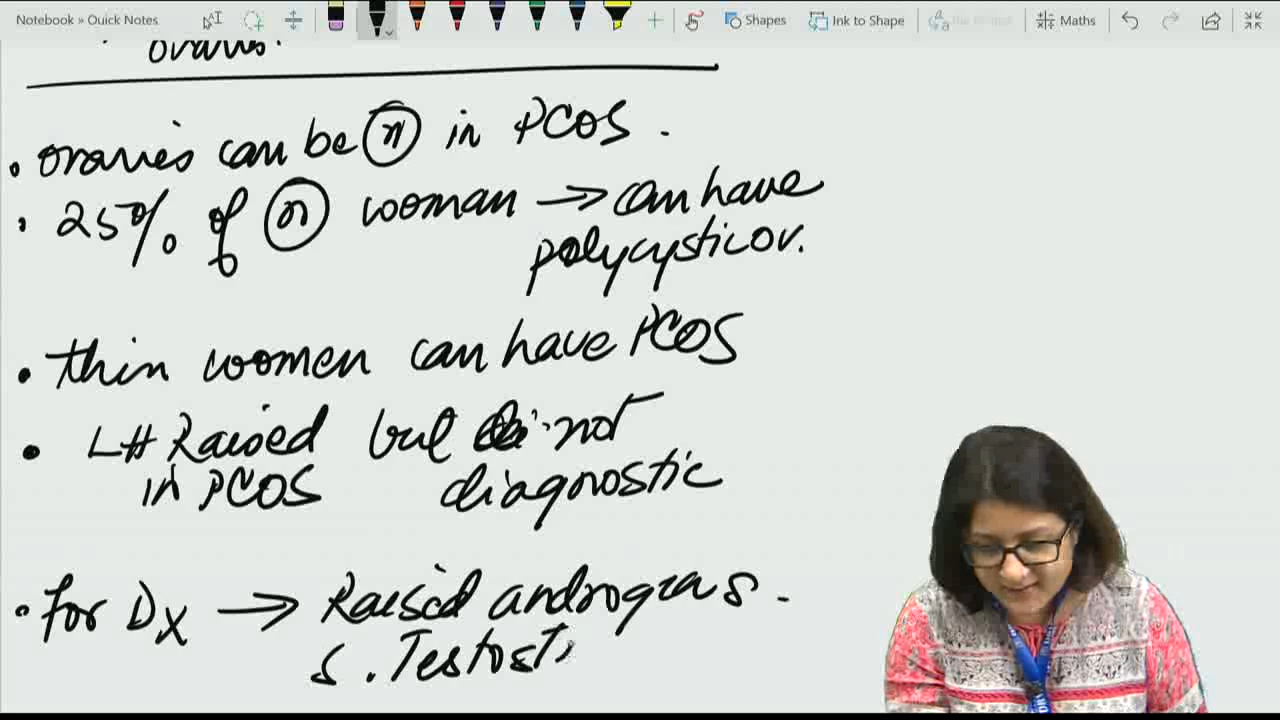 Notebook » Quick Notes
Shapes
Ink to Shape
Maths
• ovaries can be n in PCOS.
• 25% of n woman → can have
polycystic ov.
• thin women can have PCOS
• LH Raised but not
in PCOS diagnostic
• for Dx → Raised androgens.
S. Testost